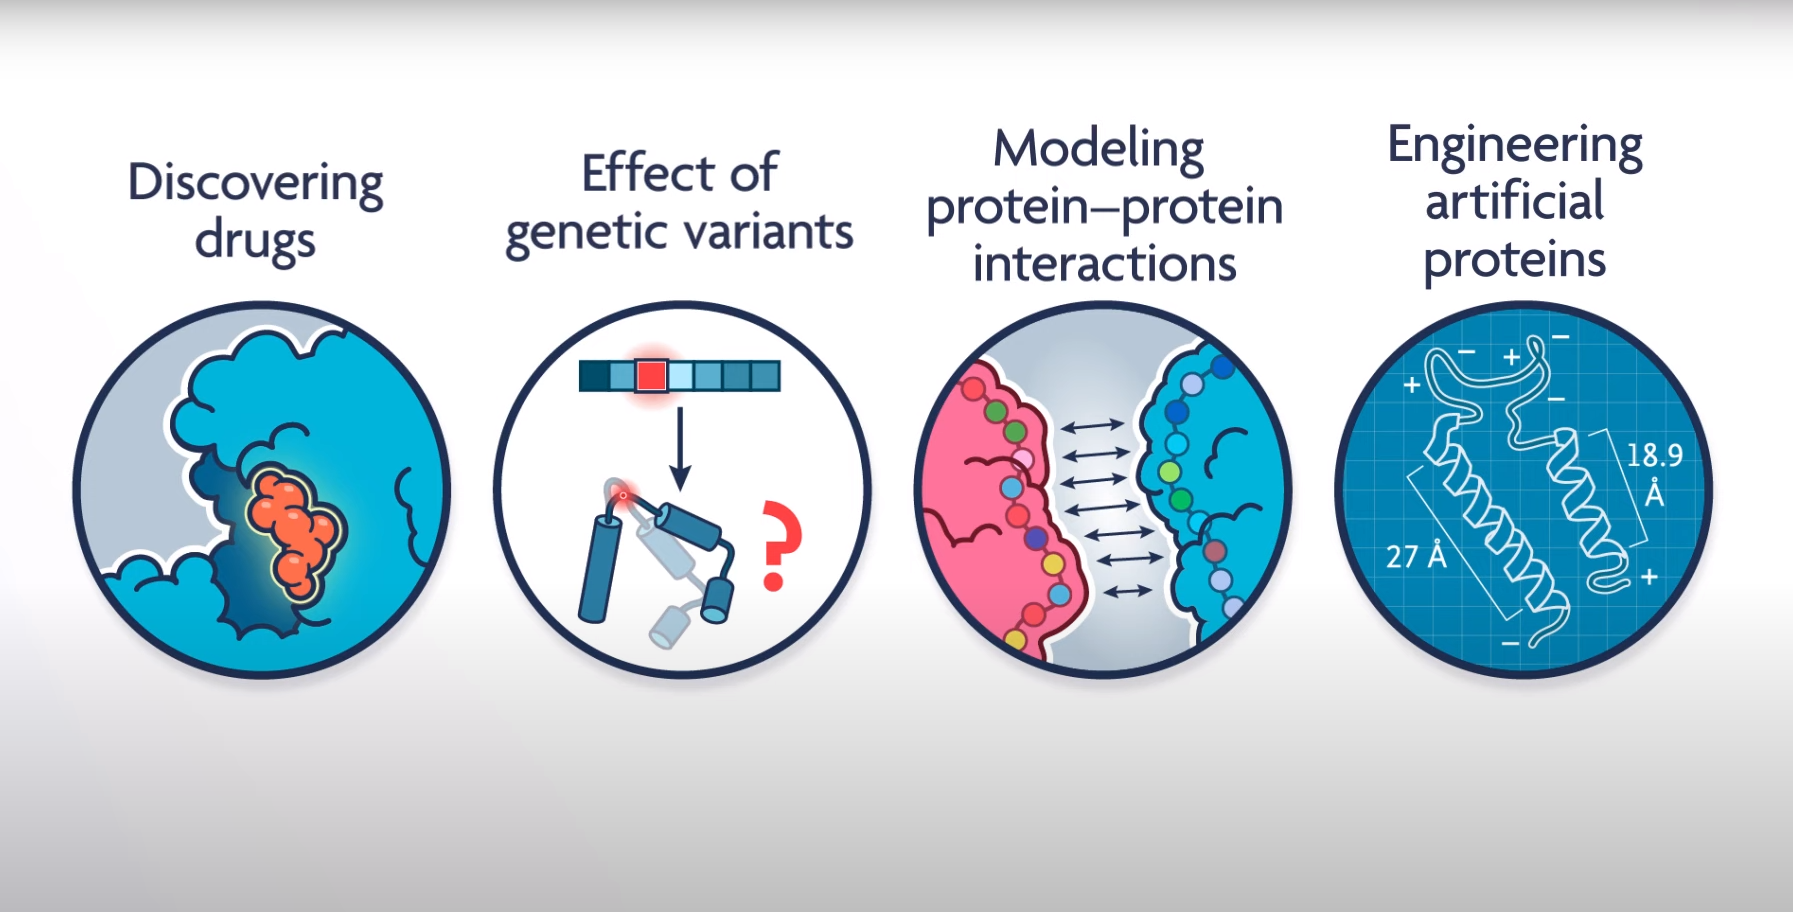 Discovering
drugs
Effect of
genetic variants
Modeling
protein–protein
interactions
Engineering
artificial
proteins
?
− + −
+
−
18.9
Å
27 Å
+
−